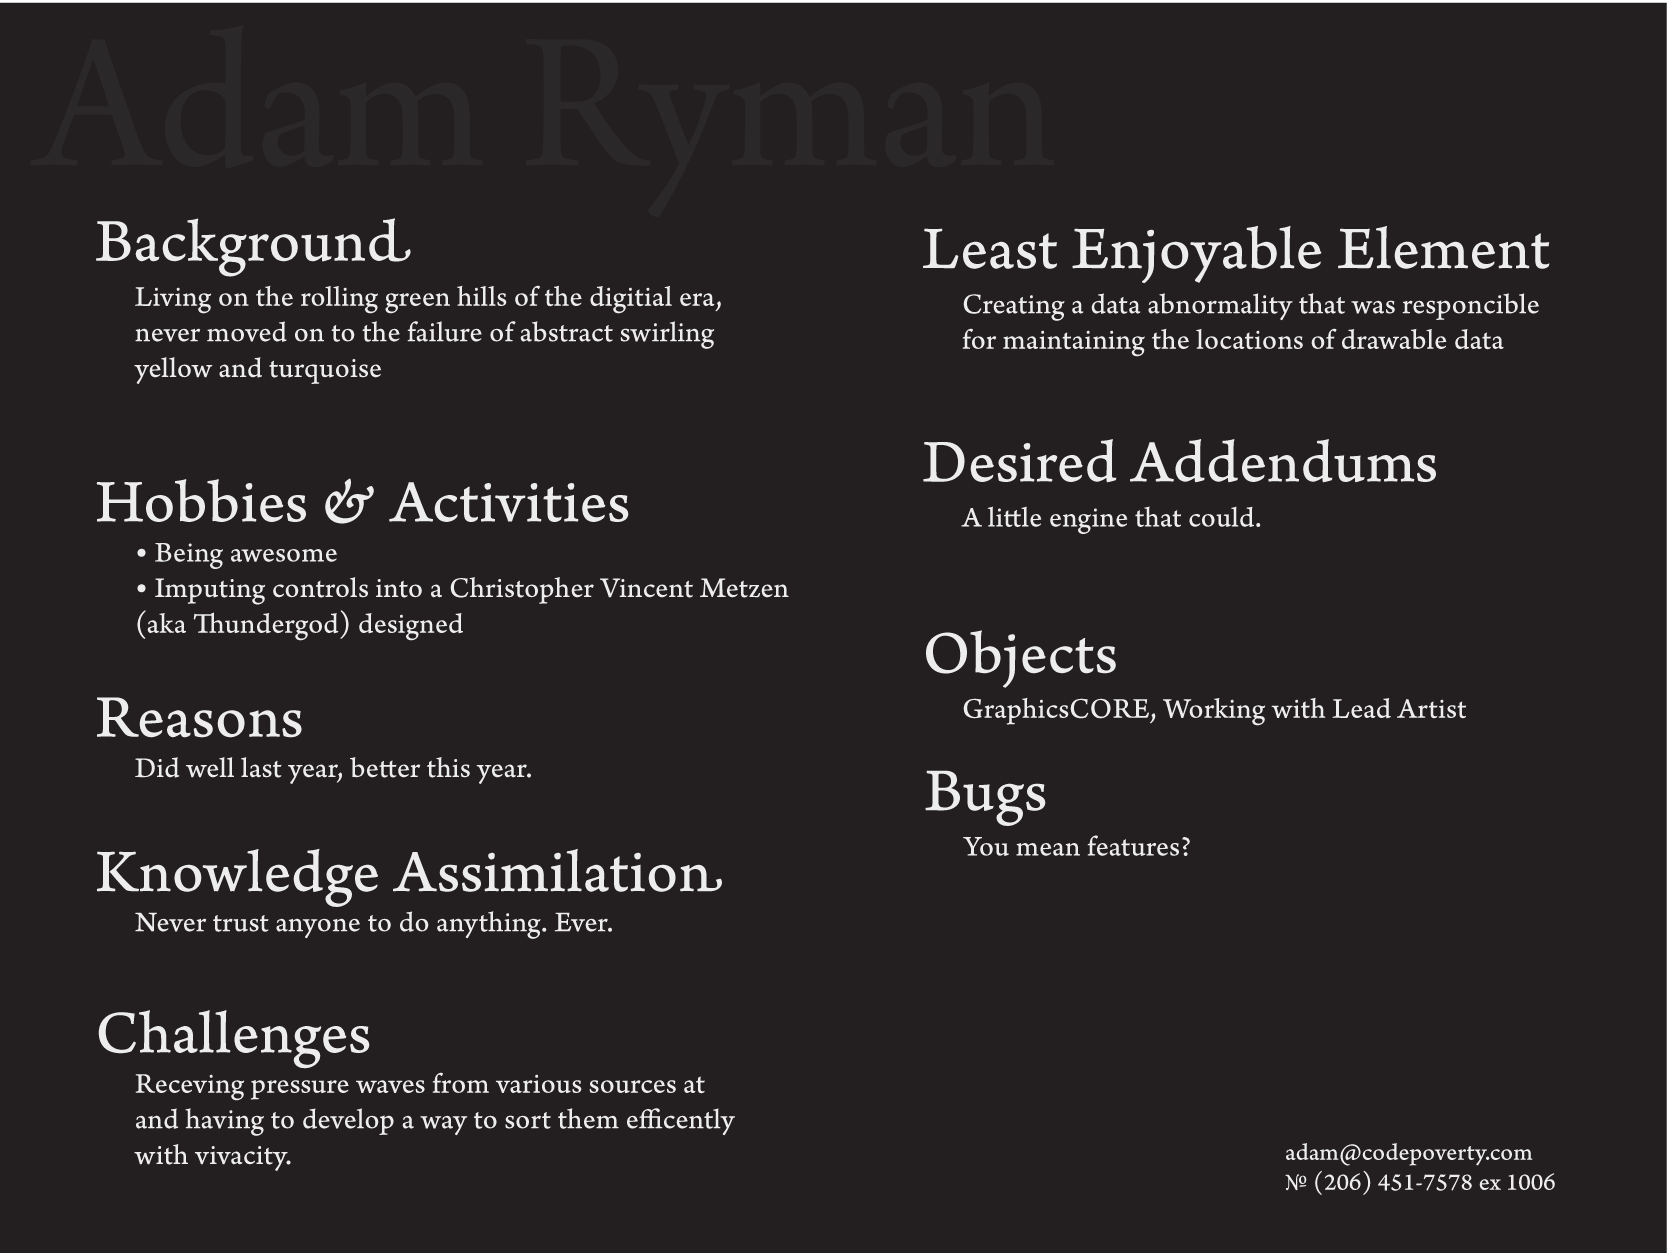 Adam Ryman
Background
Living on the rolling green hills of the digitial era,
never moved on to the failure of abstract swirling
yellow and turquoise
Hobbies & Activities
• Being awesome
• Imputing controls into a Christopher Vincent Metzen
(aka Thundergod) designed
Reasons
Did well last year, better this year.
Knowledge Assimilation
Never trust anyone to do anything. Ever.
Challenges
Receving pressure waves from various sources at
and having to develop a way to sort them efficently
with vivacity.
Least Enjoyable Element
Creating a data abnormality that was responcible
for maintaining the locations of drawable data
Desired Addendums
A little engine that could.
Objects
GraphicsCORE, Working with Lead Artist
Bugs
You mean features?
adam@codepoverty.com
№ (206) 451-7578 ex 1006